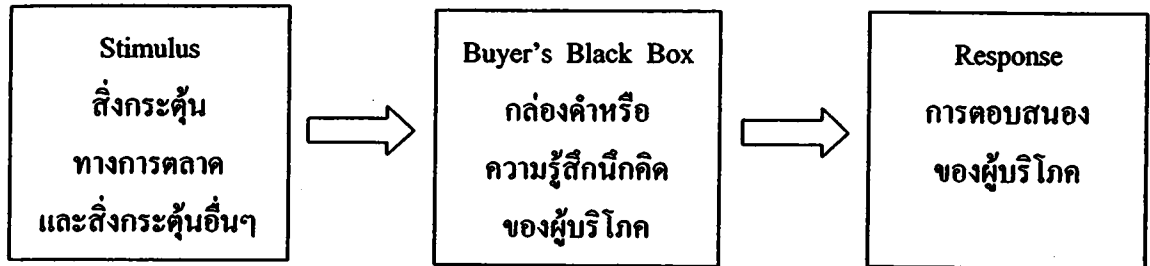 Stimulus
สิ่งกระตุ้น
ทางการตลาด
และสิ่งกระตุ้นอื่นๆ
Buyer's Black Box
กล่องดำหรือ
ความรู้สึกนึกคิด
ของผู้บริโภค
Response
การตอบสนอง
ของผู้บริโภค